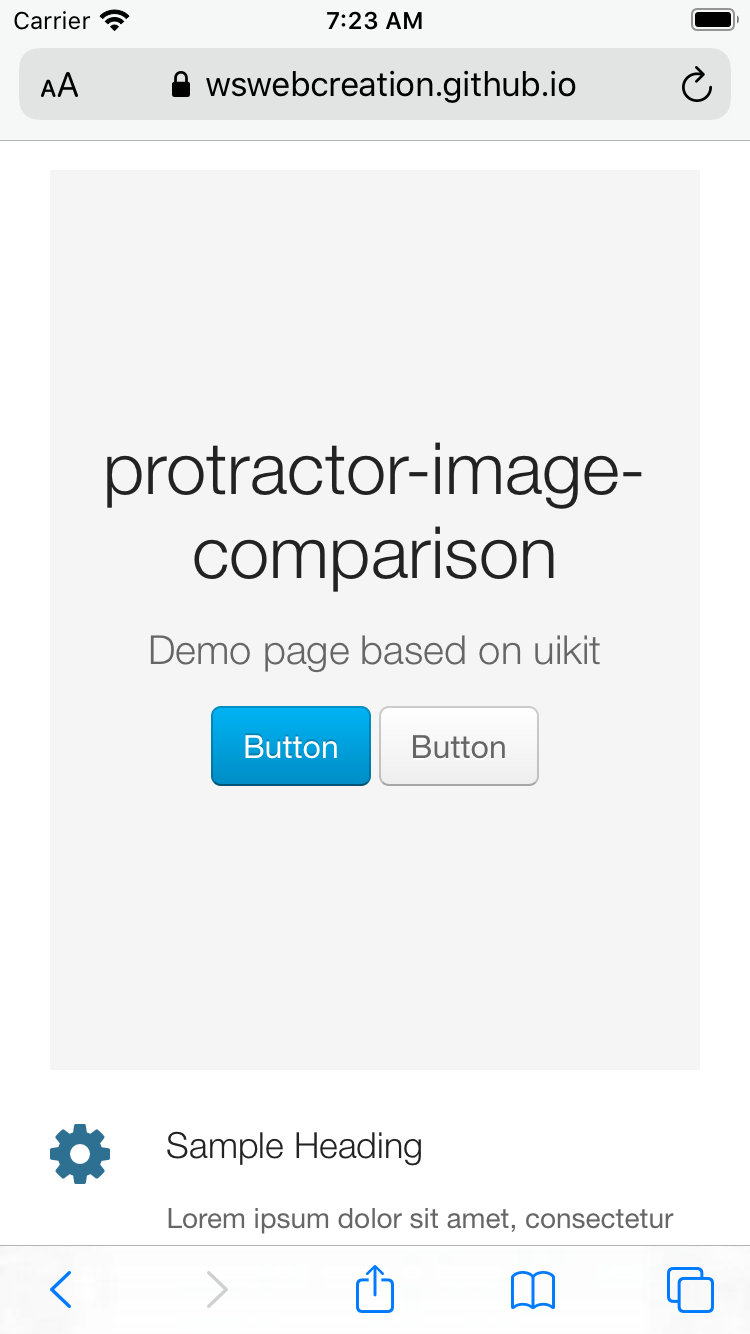 Carrier 7:23 AM
AA wswebcreation.github.io
protractor-image-
comparison
Demo page based on uikit
Button Button
Sample Heading
Lorem ipsum dolor sit amet, consectetur